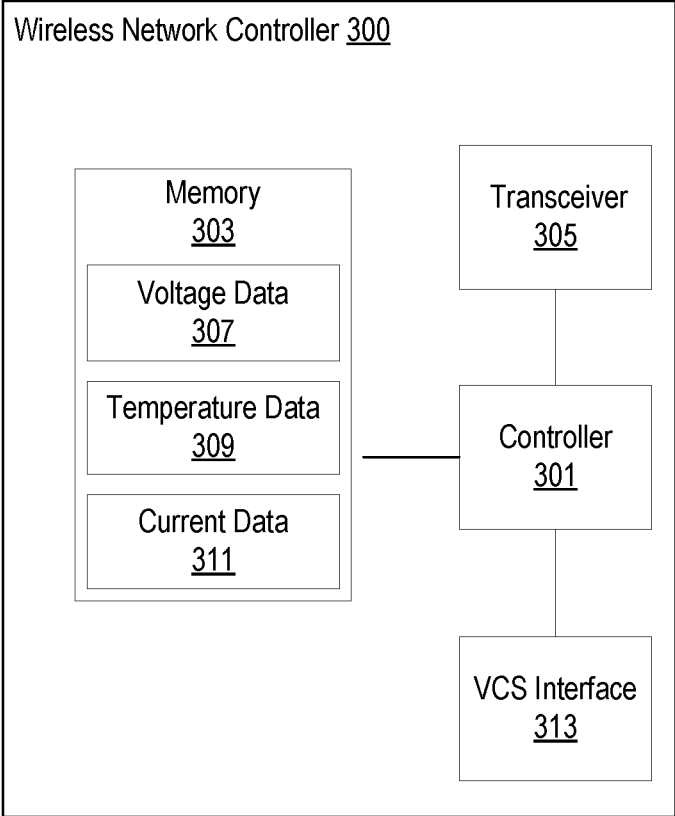 Wireless Network Controller 300
Memory
303
Voltage Data
307
Temperature Data
309
Current Data
311
Transceiver
305
Controller
301
VCS Interface
313